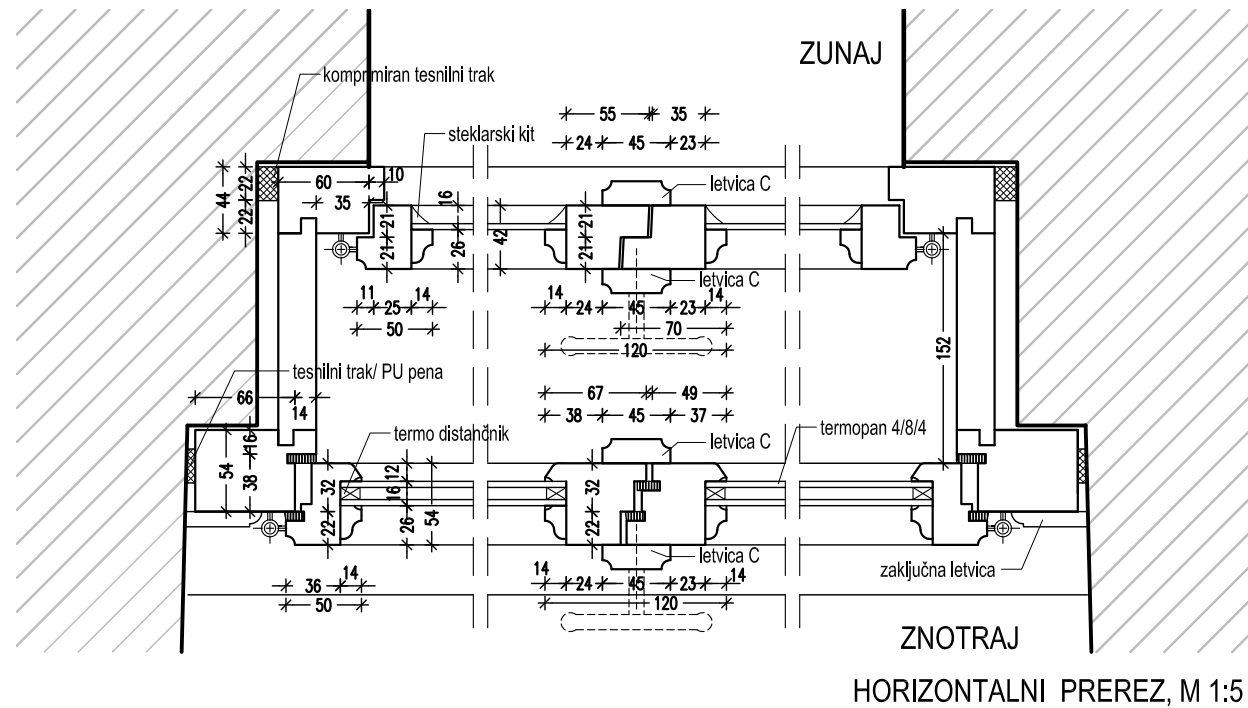 ZUNAJ
komprimiran tesnilni trak
55 35
steklarski kit
24 45 23
letvica C
60 10
44 22 22
35
16
21 21
26
42
21 21
letvica C
11 25 14
14 24 45 23 14
50
70
120
152
tesnilni trak/ PU pena
66
14
67 49
38 45 37
termo distančnik
letvica C
termopan 4/8/4
54 16 38
32 22
12 16 26
54
32 22
letvica C
zaključna letvica
36 14
14 24 45 23 14
50
120
ZNOTRAJ
HORIZONTALNI PREREZ, M 1:5